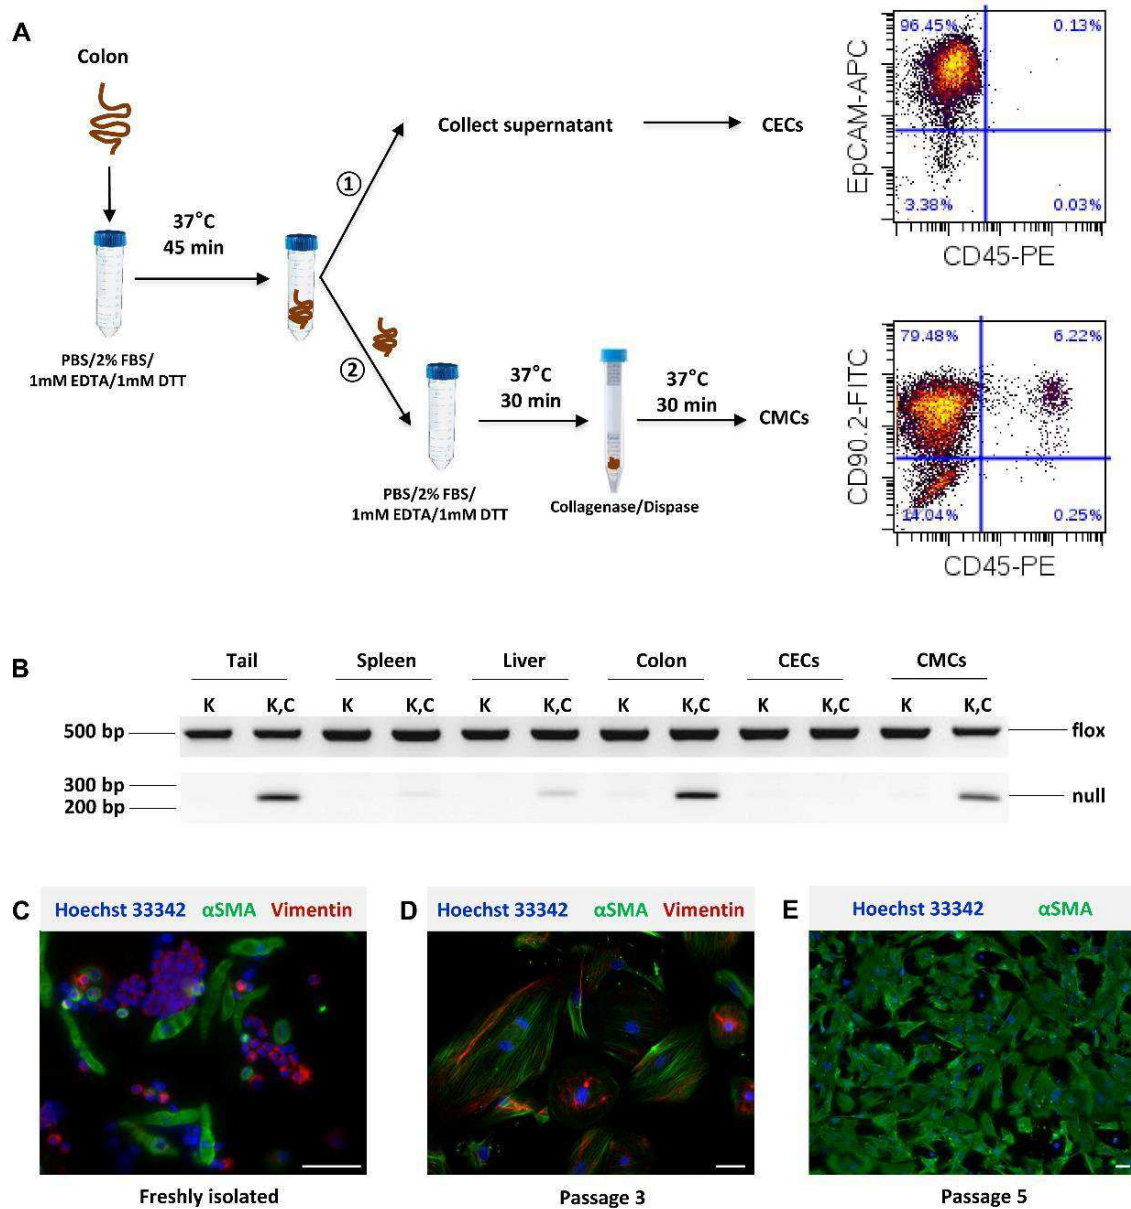 A
Colon
37°C
45 min
PBS/2% FBS/
1mM EDTA/1mM DTT
①
Collect supernatant
CECs
②
PBS/2% FBS/
1mM EDTA/1mM DTT
37°C
30 min
Collagenase/Dispase
37°C
30 min
CMCs
96.45% 0.13%
EpCAM-APC
3.38% 0.03%
CD45-PE
79.48% 6.22%
CD90.2-FITC
14.04% 0.25%
CD45-PE
B
Tail Spleen Liver Colon CECs CMCs
K K,C K K,C K K,C K K,C K K,C K K,C
500 bp flox
300 bp
200 bp
null
C Hoechst 33342 αSMA Vimentin
Freshly isolated
D Hoechst 33342 αSMA Vimentin
Passage 3
E Hoechst 33342 αSMA
Passage 5